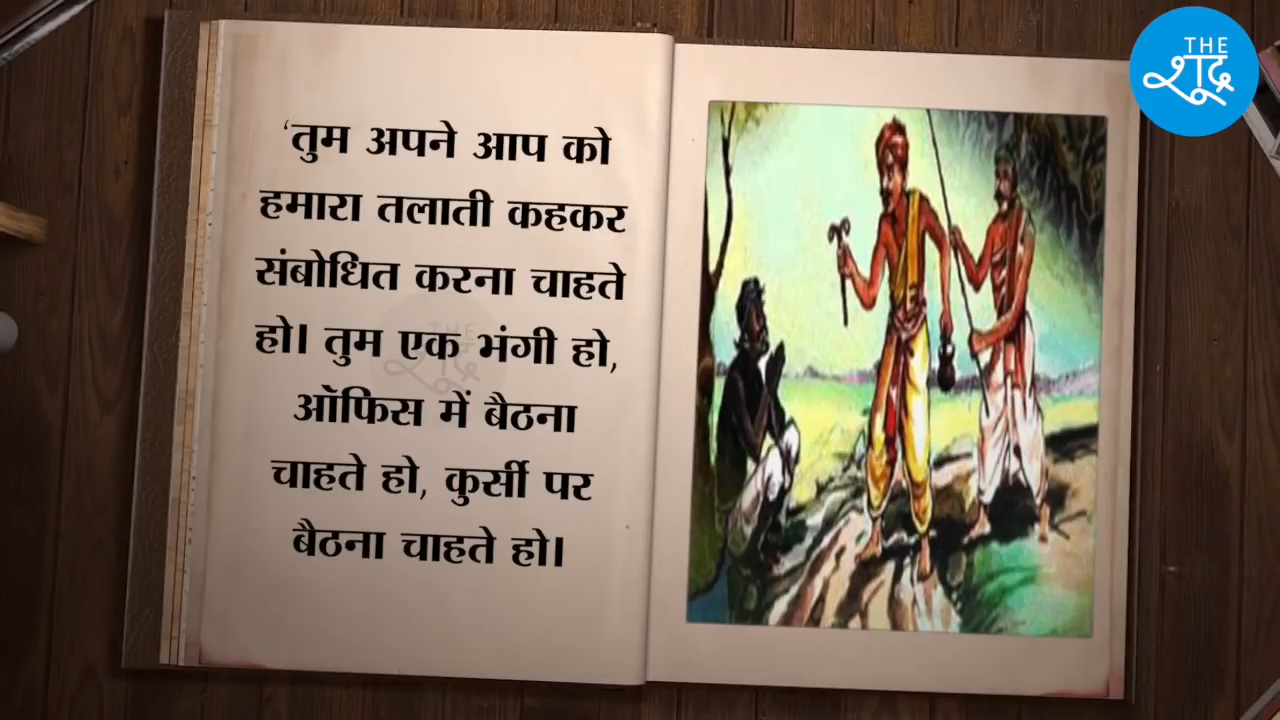 ‘तुम अपने आप को
हमारा तलाती कहकर
संबोधित करना चाहते
हो। तुम एक भंगी हो,
ऑफिस में बैठना
चाहते हो, कुर्सी पर
बैठना चाहते हो।
THE
शूद्र